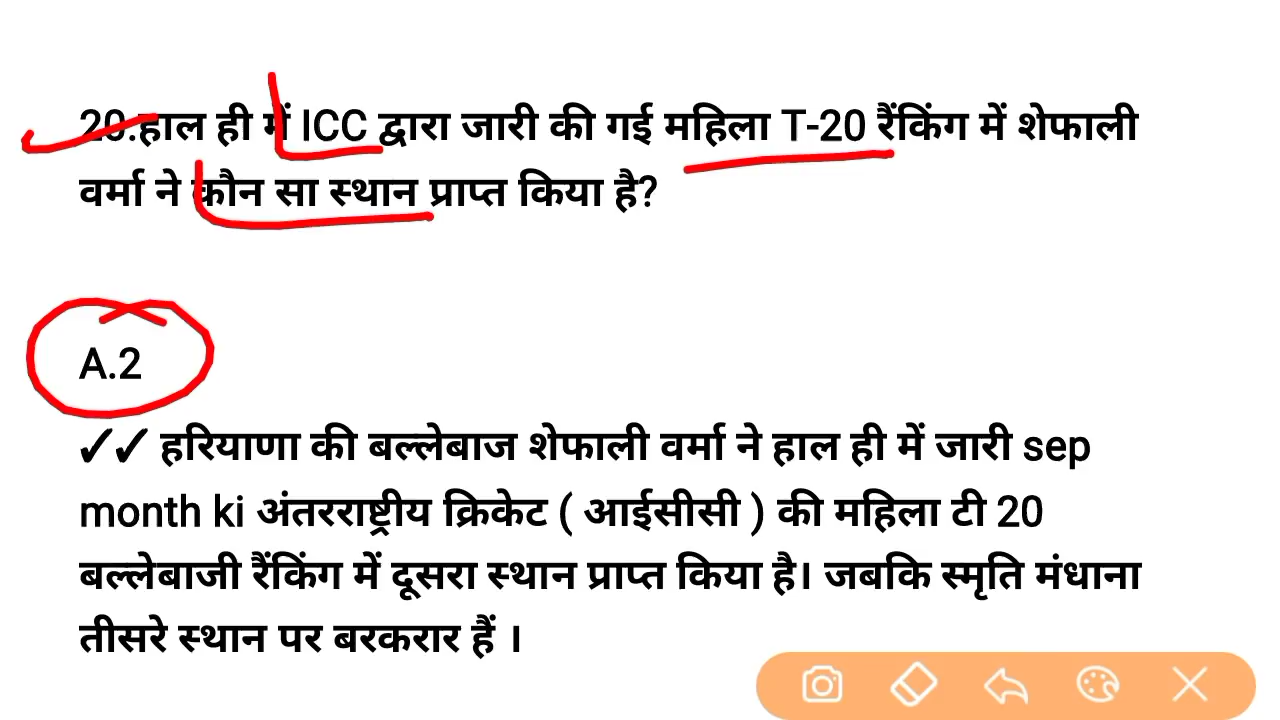 20.हाल ही में ICC द्वारा जारी की गई महिला T-20 रैंकिंग में शेफाली
वर्मा ने कौन सा स्थान प्राप्त किया है?
A.2
✓✓ हरियाणा की बल्लेबाज शेफाली वर्मा ने हाल ही में जारी sep
month ki अंतरराष्ट्रीय क्रिकेट ( आईसीसी ) की महिला टी 20
बल्लेबाजी रैंकिंग में दूसरा स्थान प्राप्त किया है। जबकि स्मृति मंधाना
तीसरे स्थान पर बरकरार हैं ।